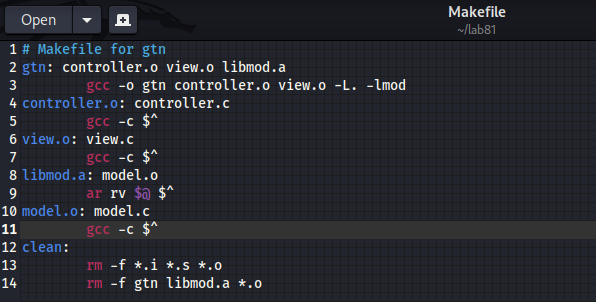 Open
Makefile
~/lab81
1 # Makefile for gtn
2 gtn: controller.o view.o libmod.a
3 gcc -o gtn controller.o view.o -L. -lmod
4 controller.o: controller.c
5 gcc -c $^
6 view.o: view.c
7 gcc -c $^
8 libmod.a: model.o
9 ar rv $@ $^
10 model.o: model.c
11 gcc -c $^
12 clean:
13 rm -f *.i *.s *.o
14 rm -f gtn libmod.a *.o